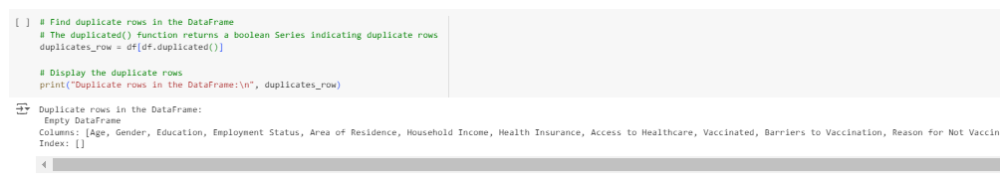 [ ] # Find duplicate rows in the DataFrame
# The duplicated() function returns a boolean Series indicating duplicate rows
duplicates_row = df[df.duplicated()]
# Display the duplicate rows
print("Duplicate rows in the DataFrame:\n", duplicates_row)
Duplicate rows in the DataFrame:
Empty DataFrame
Columns: [Age, Gender, Education, Employment Status, Area of Residence, Household Income, Health Insurance, Access to Healthcare, Vaccinated, Barriers to Vaccination, Reason for Not Vaccin
Index: []